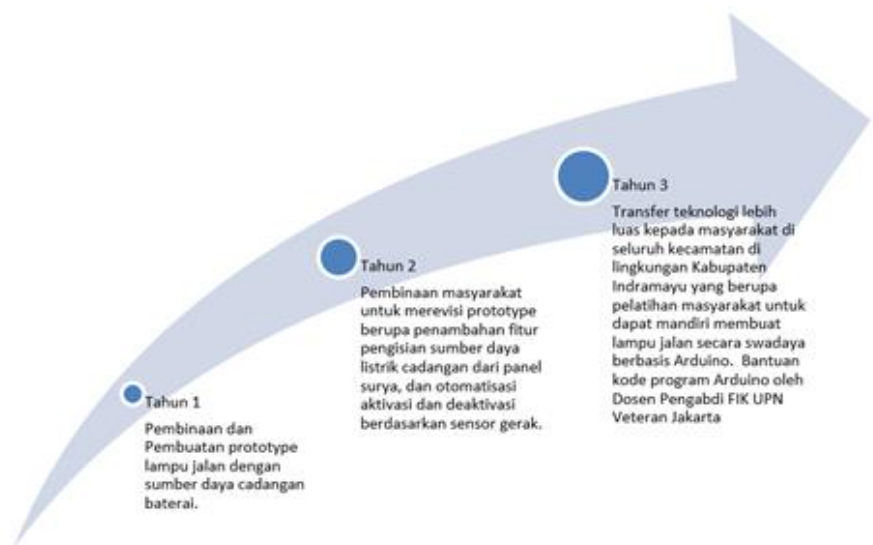 Tahun 1
Pembinaan dan
Pembuatan prototype
lampu jalan dengan
sumber daya cadangan
baterai.
Tahun 2
Pembinaan masyarakat
untuk merevisi prototype
berupa penambahan fitur
pengisian sumber daya
listrik cadangan dari panel
surya, dan otomatisasi
aktivasi dan deaktivasi
berdasarkan sensor gerak.
Tahun 3
Transfer teknologi lebih
luas kepada masyarakat di
seluruh kecamatan di
lingkungan Kabupaten
Indramayu yang berupa
pelatihan masyarakat untuk
dapat mandiri membuat
lampu jalan secara swadaya
berbasis Arduino. Bantuan
kode program Arduino oleh
Dosen Pengabdi FIK UPN
Veteran Jakarta